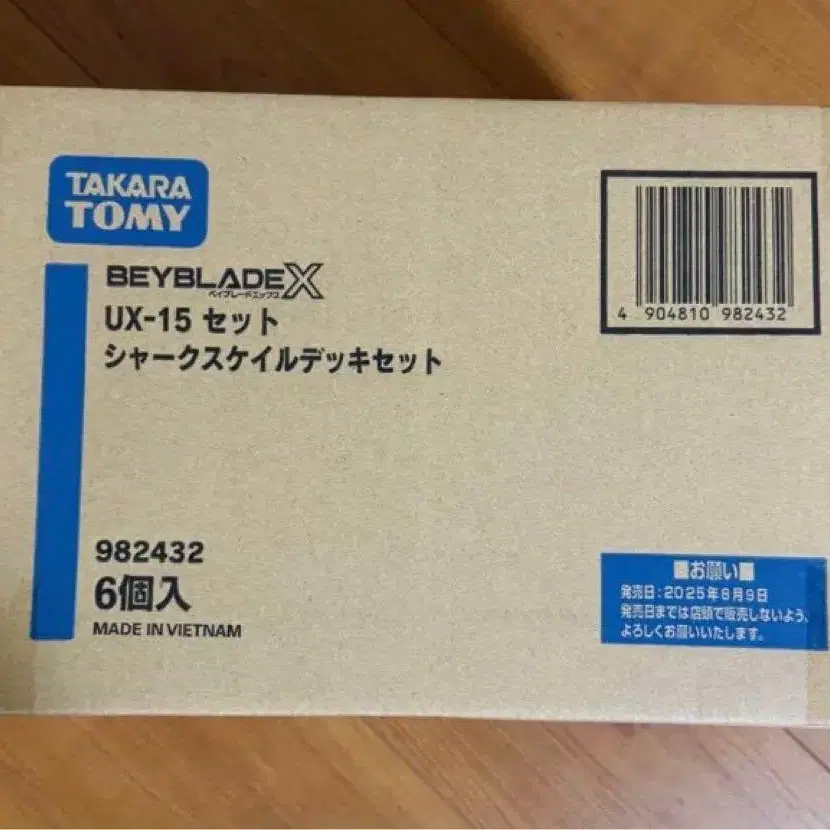 TAKARA
TOMY
BEYBLADE X
ベイブレードエックス
UX-15 セット
シャークスケイルデッキセット
4 904810 982432
982432
6個入
MADE IN VIETNAM
■お願い■
発売日:2025年8月9日
発売日までは店頭で販売しないよう、
よろしくお願いいたします。